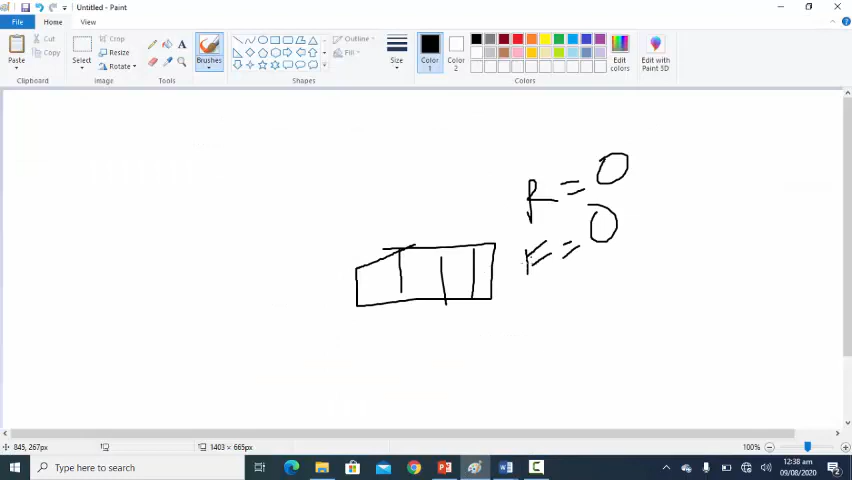 Untitled - Paint
File
Home
View
Paste
Cut
Copy
Clipboard
Select
Crop
Resize
Rotate
Image
Tools
A
Brushes
Shapes
Outline
Fill
Size
Color 1
Color 2
Colors
Edit colors
Edit with Paint 3D
R = 0
F = 0
845, 267px
1403 × 665px
100%
Type here to search
12:38 am
09/08/2020
2